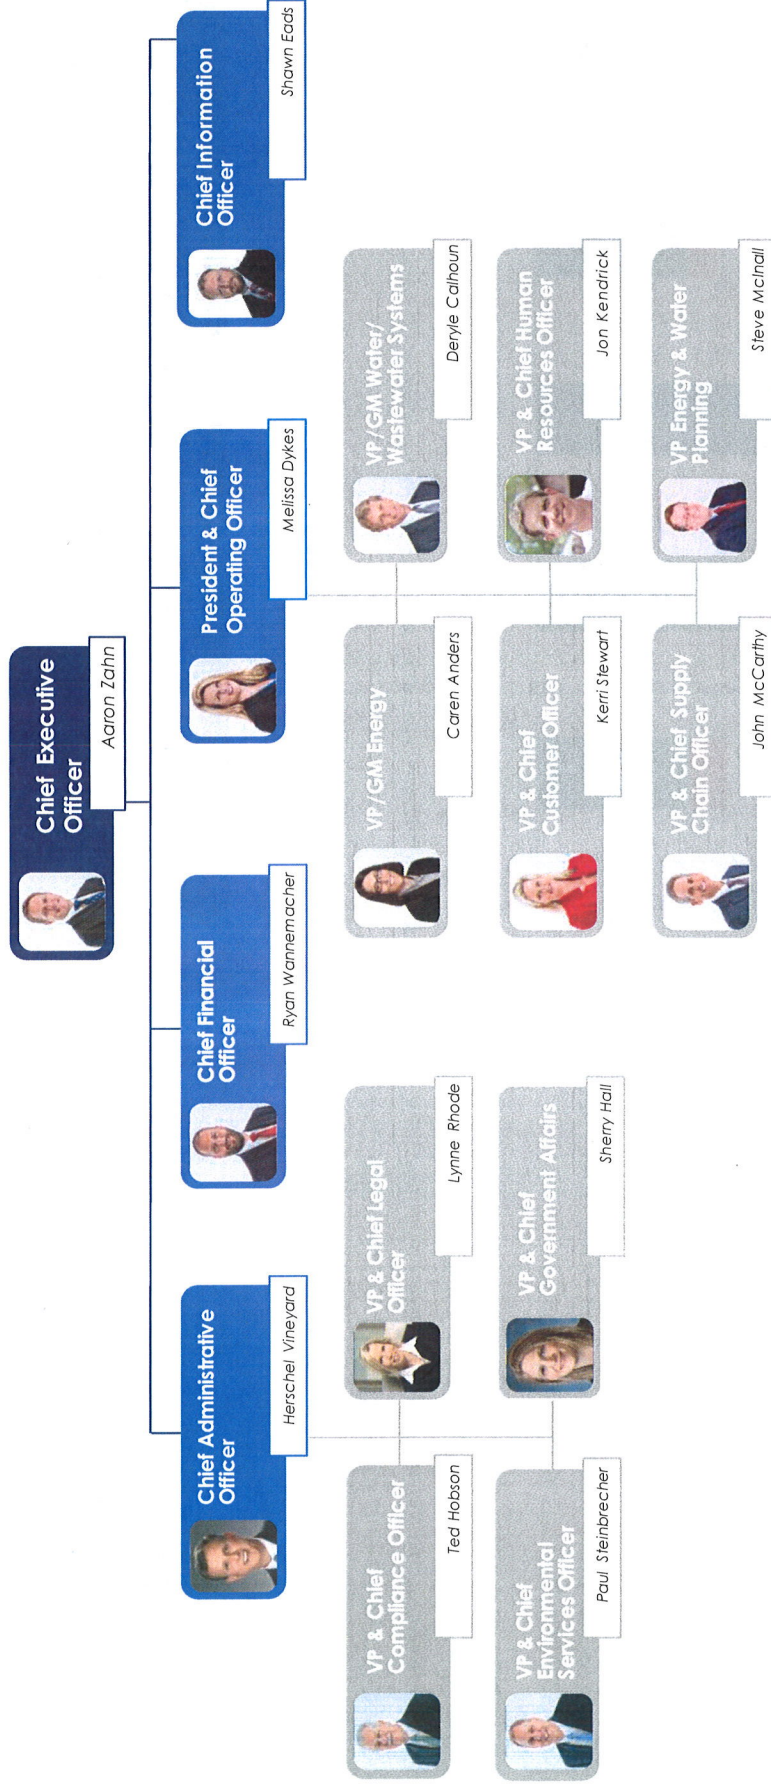 Chief Executive
Officer
Aaron Zahn
Chief Administrative
Officer
Herschel Vineyard
Chief Financial
Officer
Ryan Wannemacher
President & Chief
Operating Officer
Melissa Dykes
Chief Information
Officer
Shawn Eads
VP & Chief
Compliance Officer
Ted Hobson
VP & Chief Legal
Officer
Lynne Rhode
VP/GM Energy
Caren Anders
VP/GM Water/
Wastewater Systems
Deryle Calhoun
VP & Chief
Environmental
Services Officer
Paul Steinbrecher
VP & Chief
Government Affairs
Sherry Hall
VP & Chief
Customer Officer
Kerri Stewart
VP & Chief Human
Resources Officer
Jon Kendrick
VP & Chief Supply
Chain Officer
John McCarthy
VP Energy & Water
Planning
Steve McInall